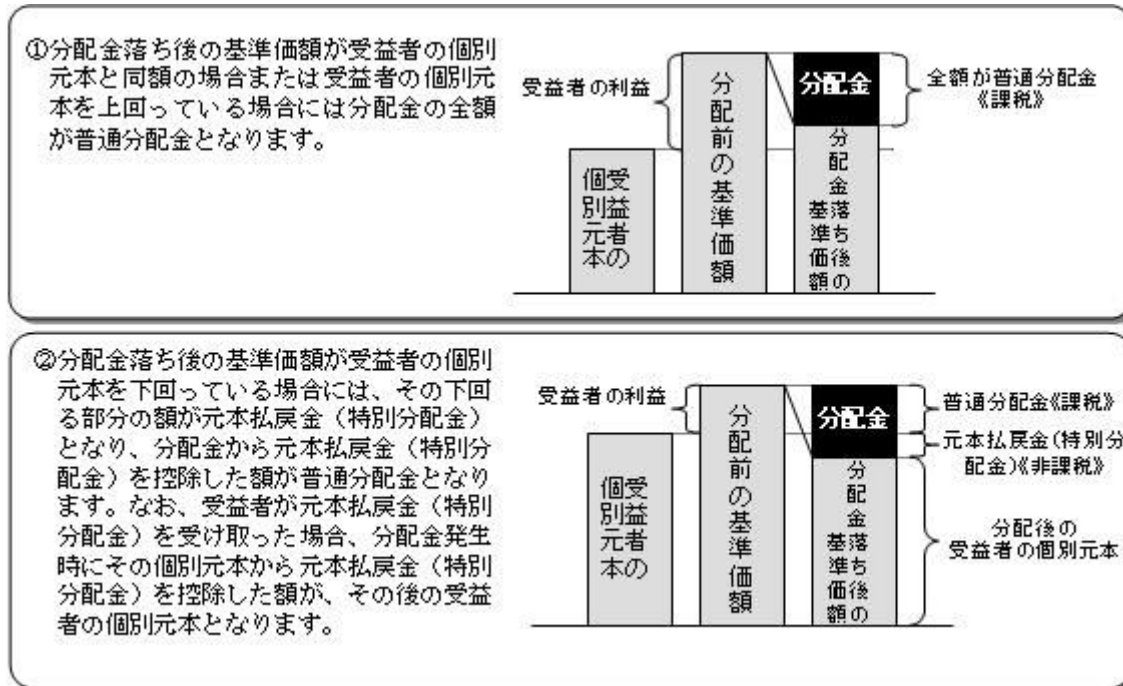 ①分配金落ち後の基準価額が受益者の個別
元本と同額の場合または受益者の個別元
本を上回っている場合には分配金の全額
が普通分配金となります。
受益者の利益
受益者の
個別元本
分配前の基準価額
分配金
分配金落ち後の
基準価額
全額が普通分配金
《課税》
②分配金落ち後の基準価額が受益者の個別
元本を下回っている場合には、その下回
る部分の額が元本払戻金（特別分配金）
となり、分配金から元本払戻金（特別分
配金）を控除した額が普通分配金となり
ます。なお、受益者が元本払戻金（特別
分配金）を受け取った場合、分配金発生
時にその個別元本から元本払戻金（特別
分配金）を控除した額が、その後の受益
者の個別元本となります。
受益者の利益
受益者の
個別元本
分配前の基準価額
分配金
分配金落ち後の
基準価額
普通分配金《課税》
元本払戻金(特別分
配金)《非課税》
分配後の
受益者の個別元本